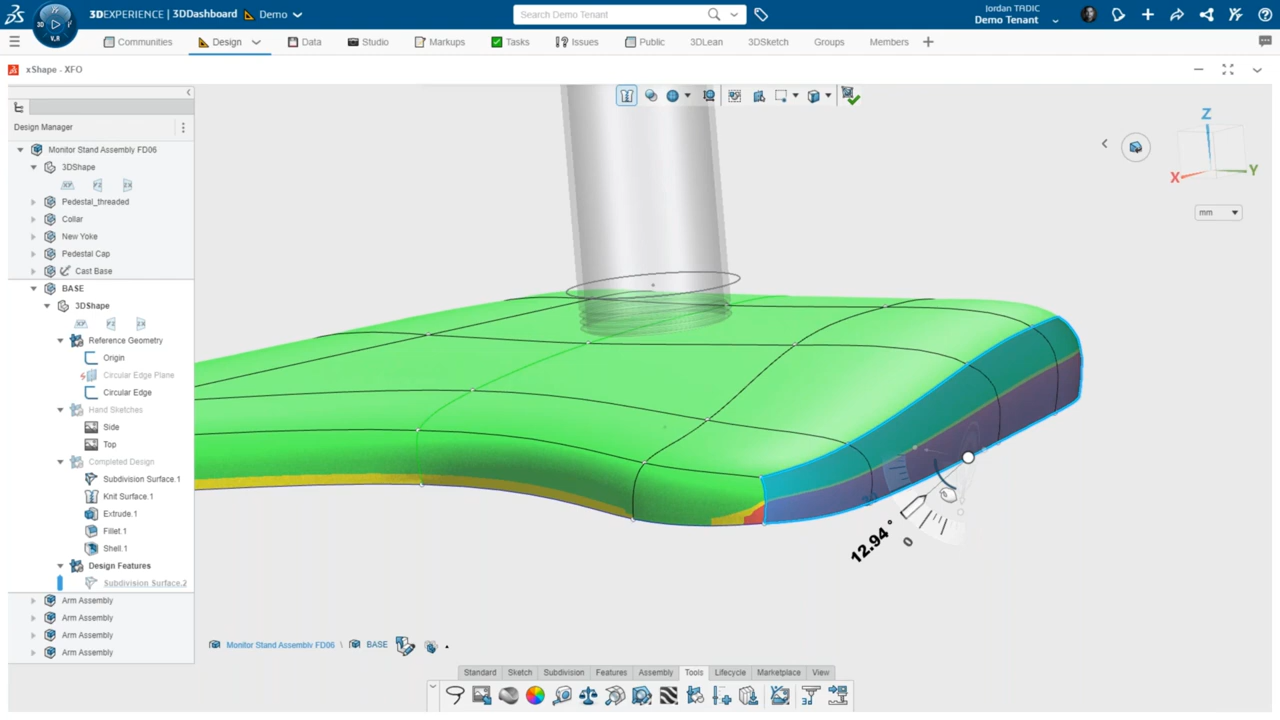 3DEXPERIENCE | 3DDashboard Demo
Search Demo Tenant
Jordan TRDIC
Demo Tenant
3D
V.R
Communities Design Data Studio Markups Tasks Issues Public 3DLean 3DSketch Groups Members
xShape - XFO
Design Manager
Monitor Stand Assembly FD06
3DShape
Pedestal_threaded
Collar
New Yoke
Pedestal Cap
Cast Base
BASE
3DShape
Reference Geometry
Origin
Circular Edge Plane
Circular Edge
Hand Sketches
Side
Top
Completed Design
Subdivision Surface.1
Knit Surface.1
Extrude.1
Fillet.1
Shell.1
Design Features
Subdivision Surface.2
Arm Assembly
Arm Assembly
Arm Assembly
Arm Assembly
Z
X
Y
mm
12.94°
0
Monitor Stand Assembly FD06 \ BASE
Standard Sketch Subdivision Features Assembly Tools Lifecycle Marketplace View